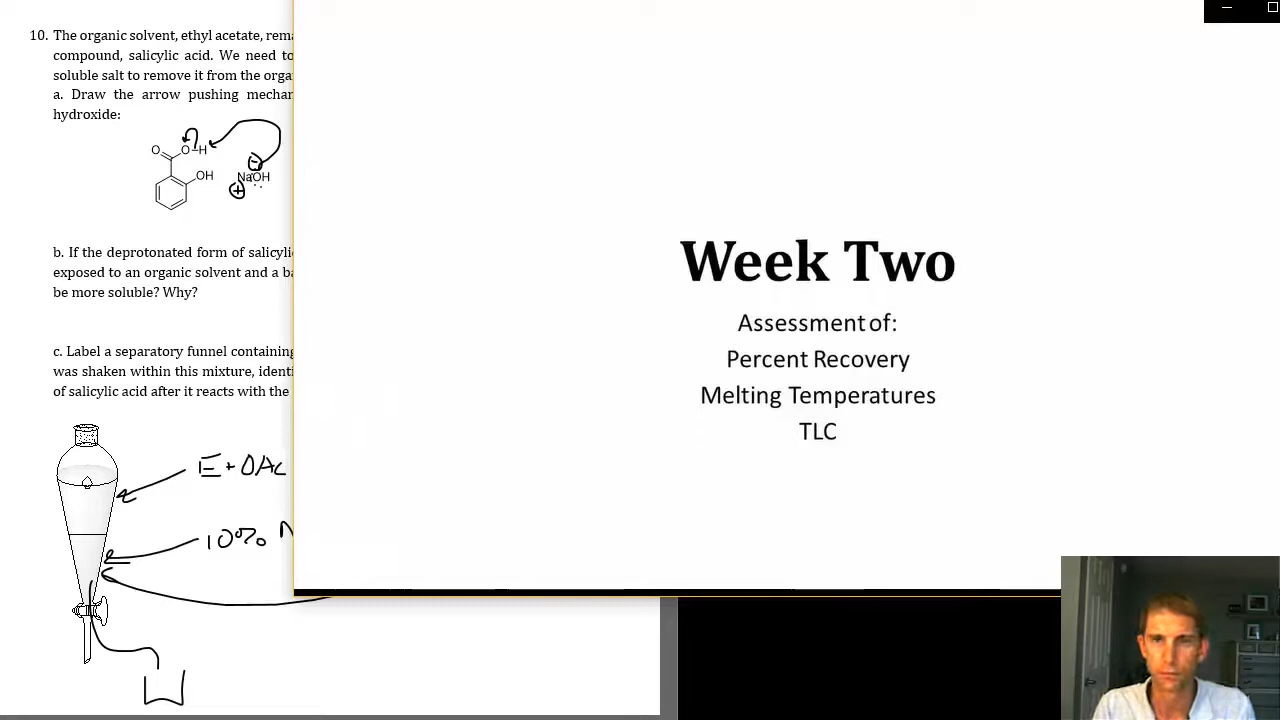 10. The organic solvent, ethyl acetate, rema
compound, salicylic acid. We need to
soluble salt to remove it from the orga
a. Draw the arrow pushing mechan
hydroxide:
O
O-H
OH
NaOH
b. If the deprotonated form of salicyli
exposed to an organic solvent and a ba
be more soluble? Why?
c. Label a separatory funnel containing
was shaken within this mixture, identi
of salicylic acid after it reacts with the
EtOAc
10% N
Week Two
Assessment of:
Percent Recovery
Melting Temperatures
TLC